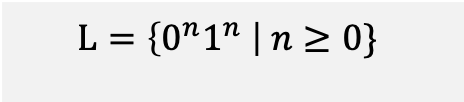 L = {0ⁿ1ⁿ | n ≥ 0}